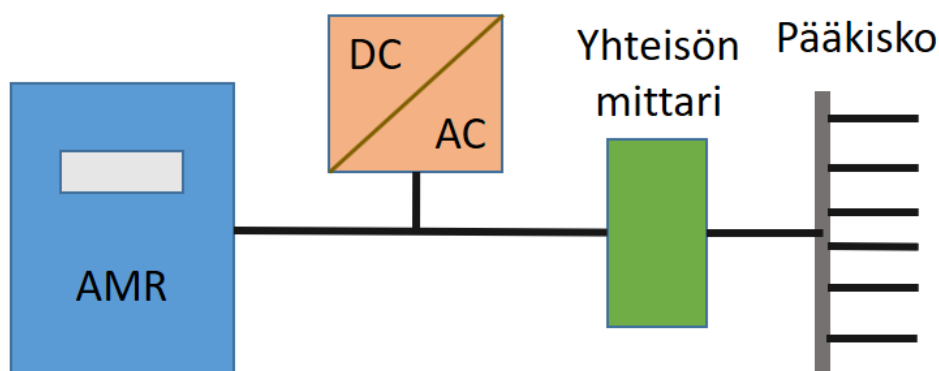 DC
AC
Yhteisön
mittari
Pääkisko
AMR